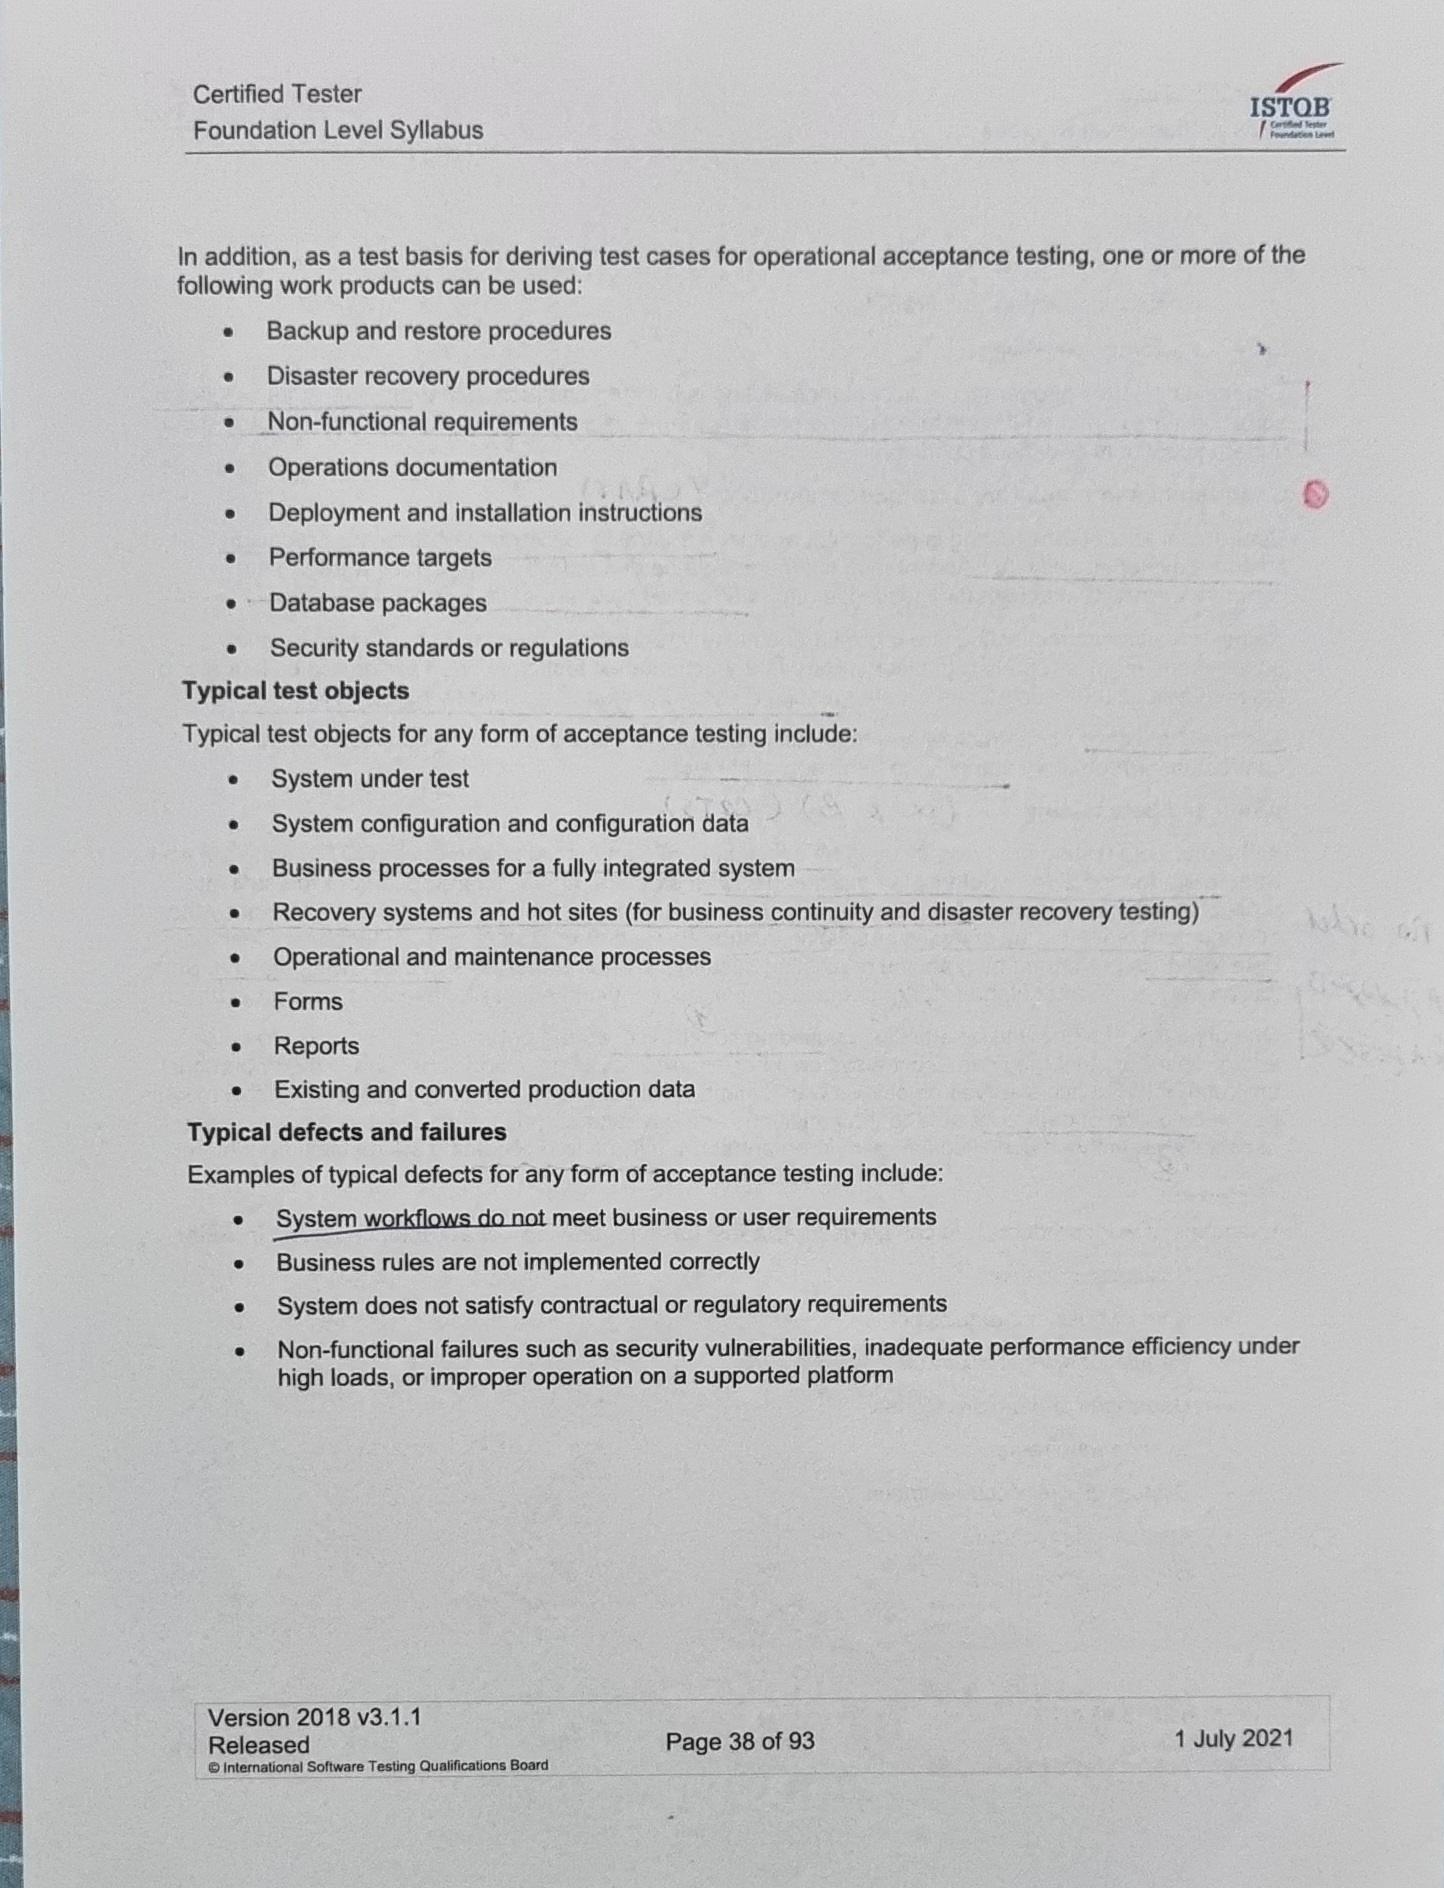 Certified Tester
Foundation Level Syllabus
ISTQB
Certified Tester
Foundation Level
In addition, as a test basis for deriving test cases for operational acceptance testing, one or more of the
following work products can be used:
• Backup and restore procedures
• Disaster recovery procedures
• Non-functional requirements
• Operations documentation
• Deployment and installation instructions
• Performance targets
• Database packages
• Security standards or regulations
Typical test objects
Typical test objects for any form of acceptance testing include:
• System under test
• System configuration and configuration data
• Business processes for a fully integrated system
• Recovery systems and hot sites (for business continuity and disaster recovery testing)
• Operational and maintenance processes
• Forms
• Reports
• Existing and converted production data
Typical defects and failures
Examples of typical defects for any form of acceptance testing include:
• System workflows do not meet business or user requirements
• Business rules are not implemented correctly
• System does not satisfy contractual or regulatory requirements
• Non-functional failures such as security vulnerabilities, inadequate performance efficiency under
high loads, or improper operation on a supported platform
Version 2018 v3.1.1
Released
© International Software Testing Qualifications Board
Page 38 of 93
1 July 2021